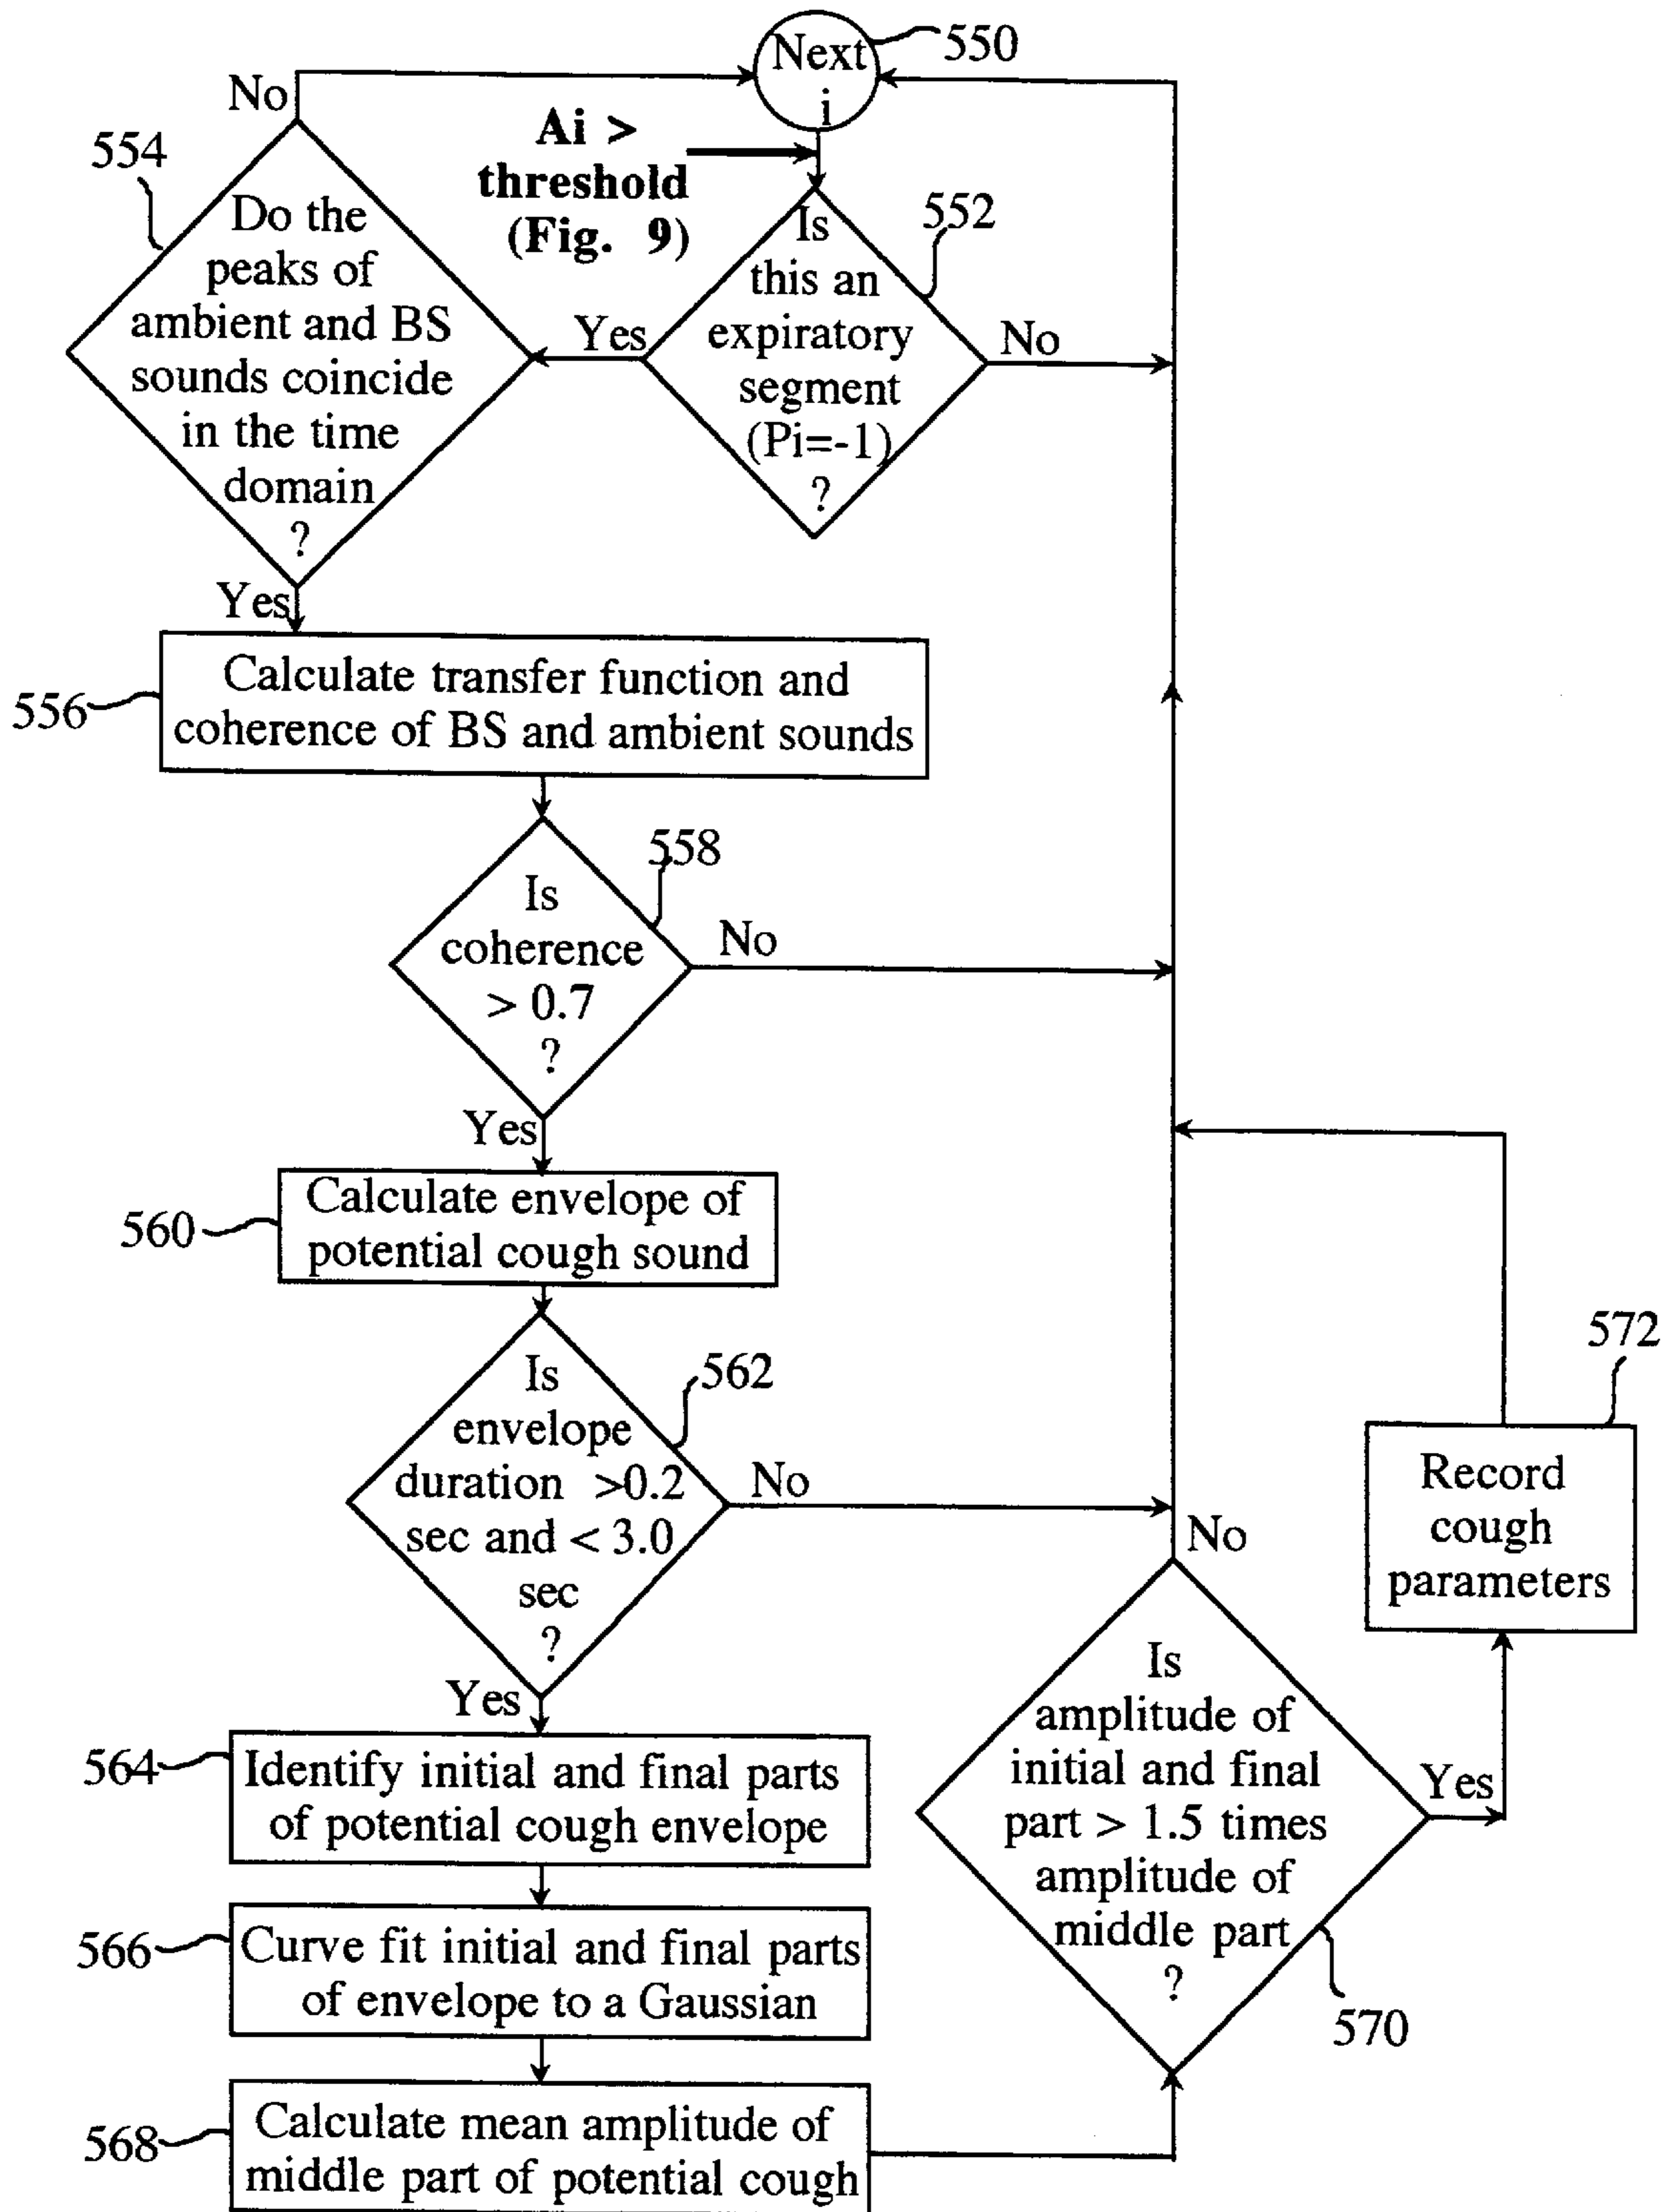 Next
i
550
No
Ai >
threshold
(Fig. 9)
554
Do the
peaks of
ambient and BS
sounds coincide
in the time
domain
?
Yes
Is
this an
expiratory
segment
(Pi=-1)
?
552
No
Yes
556
Calculate transfer function and
coherence of BS and ambient sounds
558
Is
coherence
> 0.7
?
No
Yes
560
Calculate envelope of
potential cough sound
562
Is
envelope
duration >0.2
sec and < 3.0
sec
?
No
Yes
564
Identify initial and final parts
of potential cough envelope
566
Curve fit initial and final parts
of envelope to a Gaussian
568
Calculate mean amplitude of
middle part of potential cough
No
Is
amplitude of
initial and final
part > 1.5 times
amplitude of
middle part
?
570
Yes
572
Record
cough
parameters